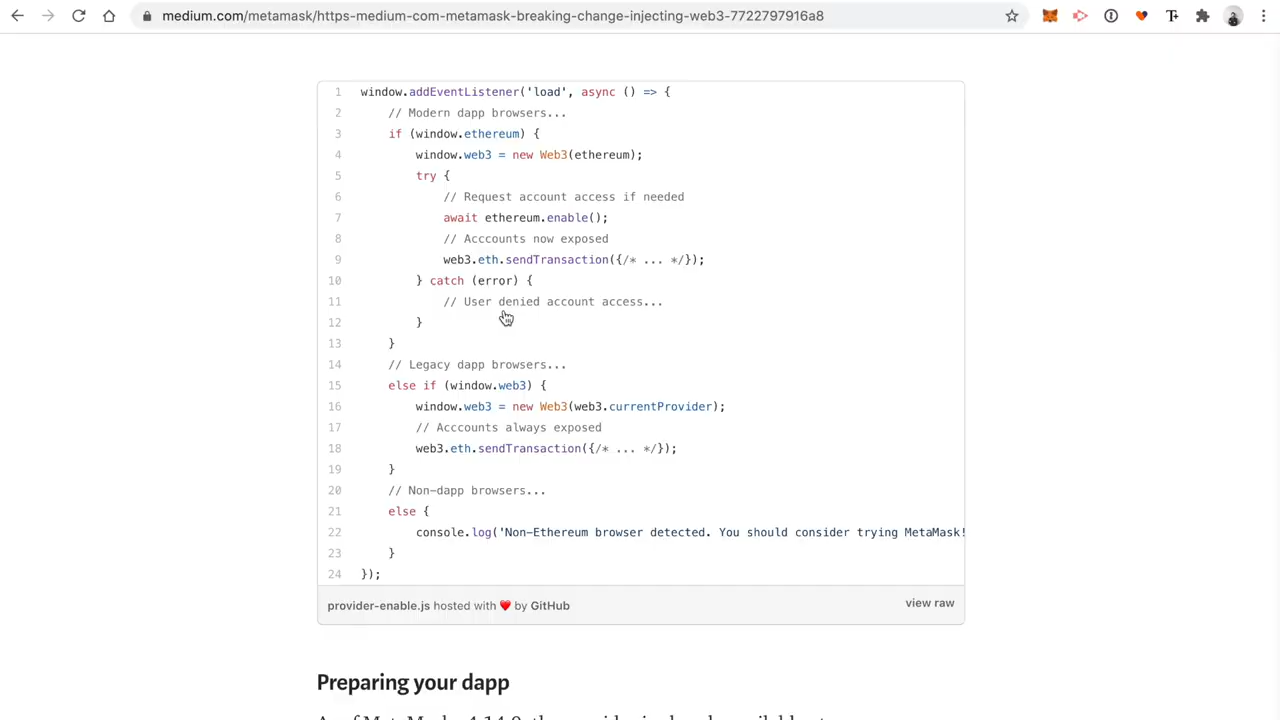 medium.com/metamask/https-medium-com-metamask-breaking-change-injecting-web3-7722797916a8
1 window.addEventListener('load', async () => {
2 // Modern dapp browsers...
3 if (window.ethereum) {
4 window.web3 = new Web3(ethereum);
5 try {
6 // Request account access if needed
7 await ethereum.enable();
8 // Acccounts now exposed
9 web3.eth.sendTransaction({/* ... */});
10 } catch (error) {
11 // User denied account access...
12 }
13 }
14 // Legacy dapp browsers...
15 else if (window.web3) {
16 window.web3 = new Web3(web3.currentProvider);
17 // Acccounts always exposed
18 web3.eth.sendTransaction({/* ... */});
19 }
20 // Non-dapp browsers...
21 else {
22 console.log('Non-Ethereum browser detected. You should consider trying MetaMask!
23 }
24 });
provider-enable.js hosted with ❤ by GitHub view raw
Preparing your dapp